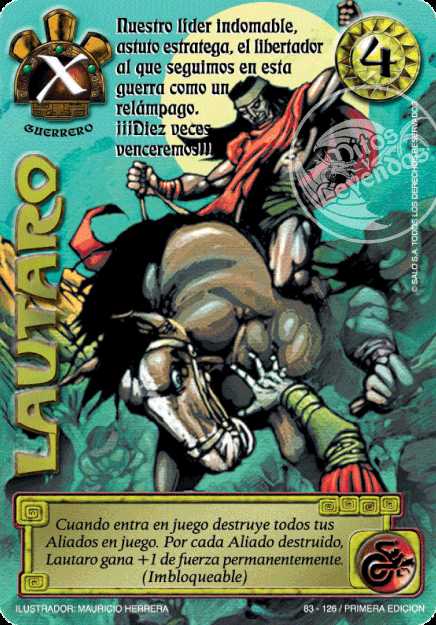 Nuestro líder indomable,
astuto estratega, el libertador
al que seguimos en esta
guerra como un
relámpago.
¡¡¡Diez veces
venceremos!!!
X
GUERRERO
4
Mitos
y
Leyendas
© SALO S.A. TODOS LOS DERECHOS RESERVADOS
LAUTARO
Cuando entra en juego destruye todos tus
Aliados en juego. Por cada Aliado destruido,
Lautaro gana +1 de fuerza permanentemente.
(Imbloqueable)
ILUSTRADOR: MAURICIO HERRERA
83 - 126 / PRIMERA EDICION